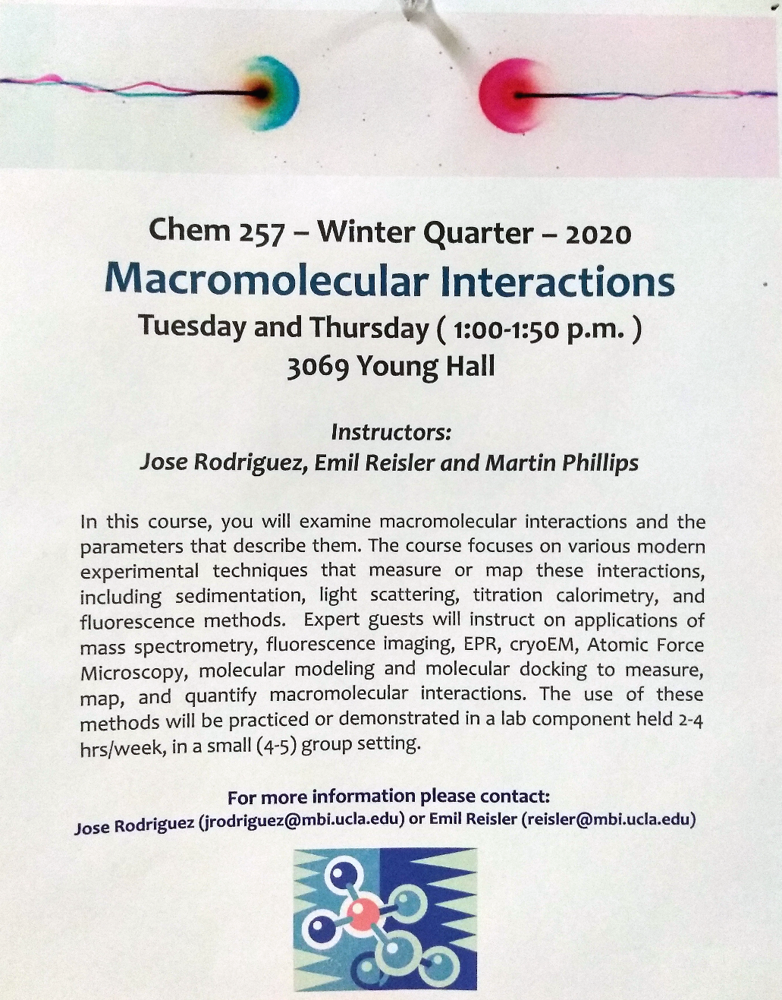 Chem 257 – Winter Quarter – 2020
Macromolecular Interactions
Tuesday and Thursday ( 1:00-1:50 p.m. )
3069 Young Hall
Instructors:
Jose Rodriguez, Emil Reisler and Martin Phillips
In this course, you will examine macromolecular interactions and the
parameters that describe them. The course focuses on various modern
experimental techniques that measure or map these interactions,
including sedimentation, light scattering, titration calorimetry, and
fluorescence methods.  Expert guests will instruct on applications of
mass spectrometry, fluorescence imaging, EPR, cryoEM, Atomic Force
Microscopy, molecular modeling and molecular docking to measure,
map, and quantify macromolecular interactions. The use of these
methods will be practiced or demonstrated in a lab component held 2-4
hrs/week, in a small (4-5) group setting.
For more information please contact:
Jose Rodriguez (jrodriguez@mbi.ucla.edu) or Emil Reisler (reisler@mbi.ucla.edu)